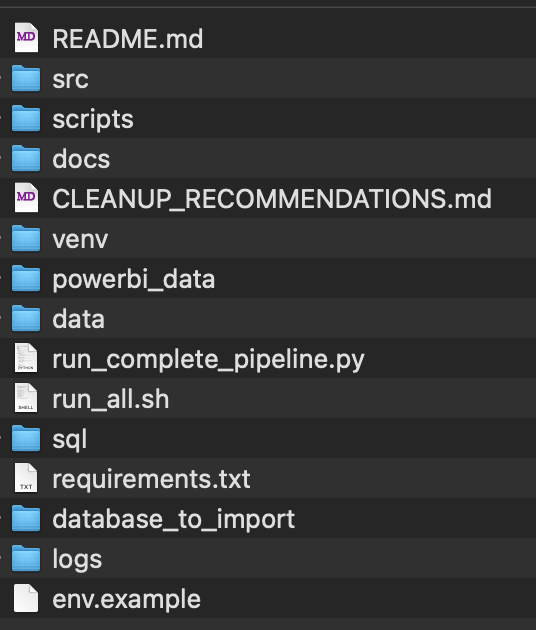 README.md
src
scripts
docs
CLEANUP_RECOMMENDATIONS.md
venv
powerbi_data
data
run_complete_pipeline.py
run_all.sh
sql
requirements.txt
database_to_import
logs
env.example